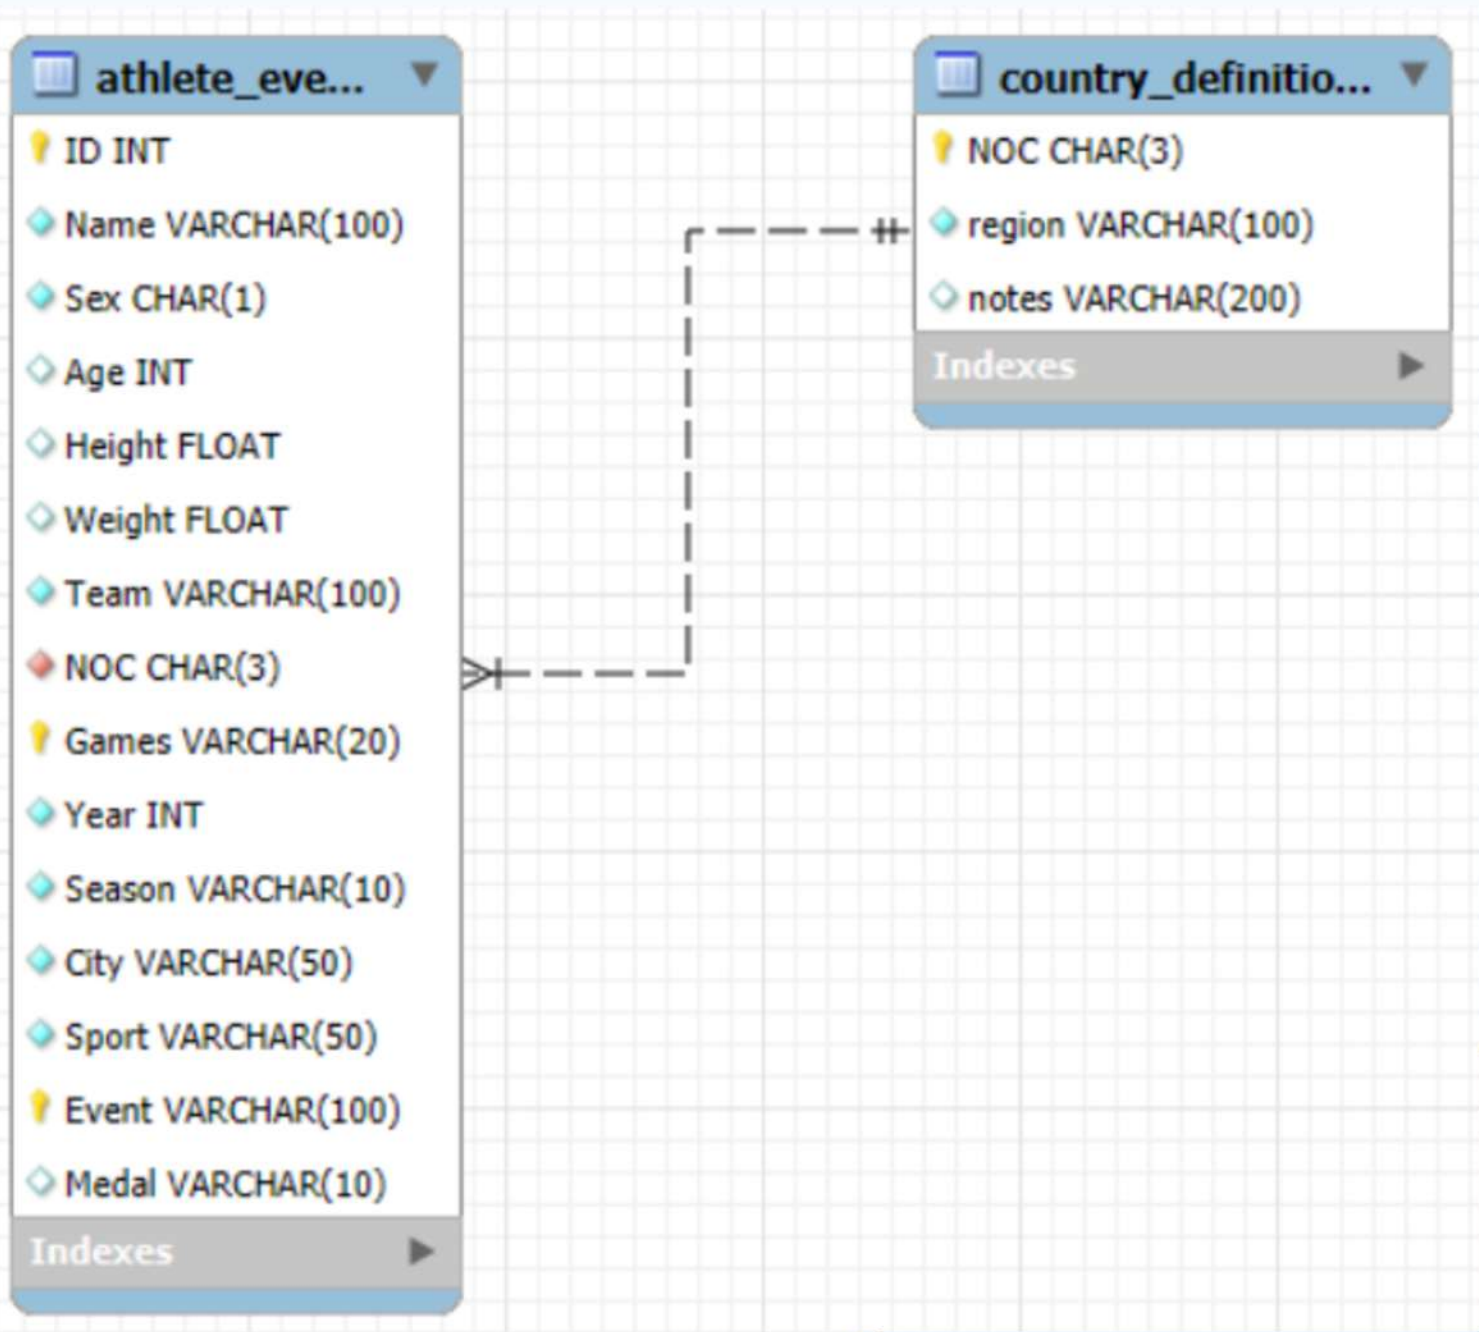 athlete_eve...
ID INT
Name VARCHAR(100)
Sex CHAR(1)
Age INT
Height FLOAT
Weight FLOAT
Team VARCHAR(100)
NOC CHAR(3)
Games VARCHAR(20)
Year INT
Season VARCHAR(10)
City VARCHAR(50)
Sport VARCHAR(50)
Event VARCHAR(100)
Medal VARCHAR(10)
Indexes
country_definitio...
NOC CHAR(3)
region VARCHAR(100)
notes VARCHAR(200)
Indexes